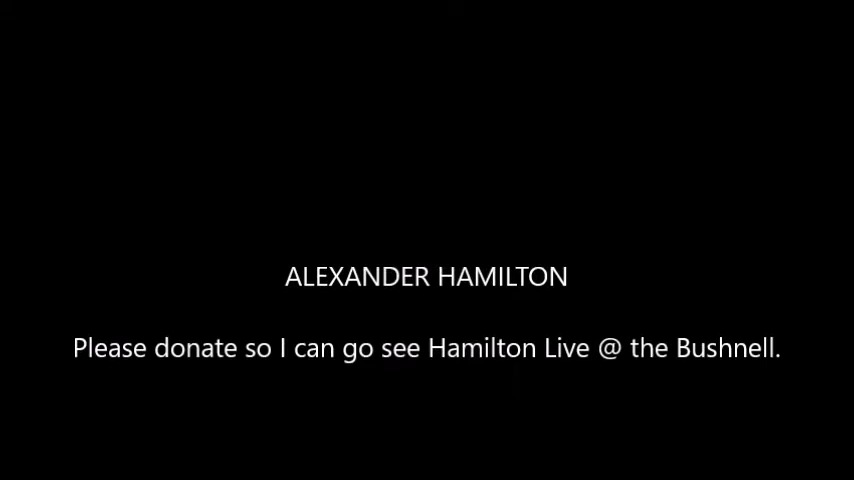 ALEXANDER HAMILTON
Please donate so I can go see Hamilton Live @ the Bushnell.